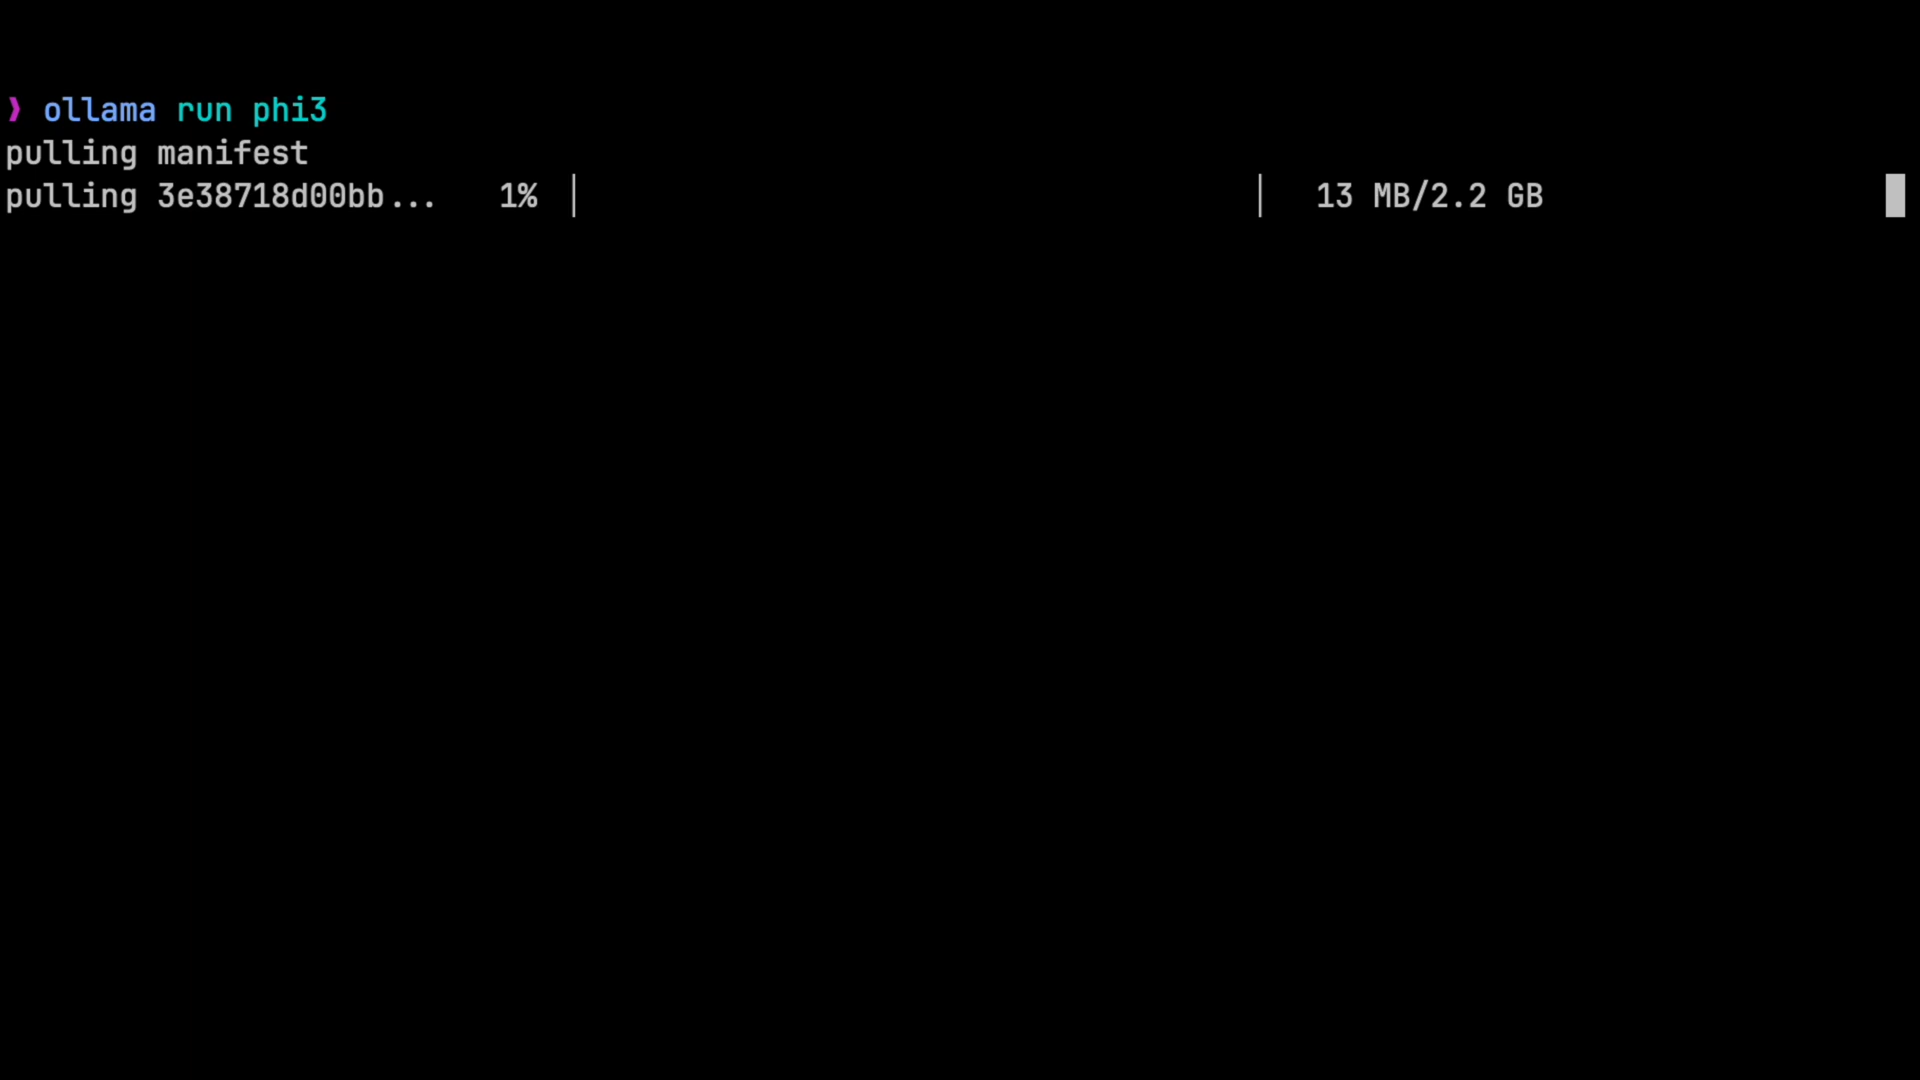 ❯ ollama run phi3
pulling manifest
pulling 3e38718d00bb... 1% | | 13 MB/2.2 GB